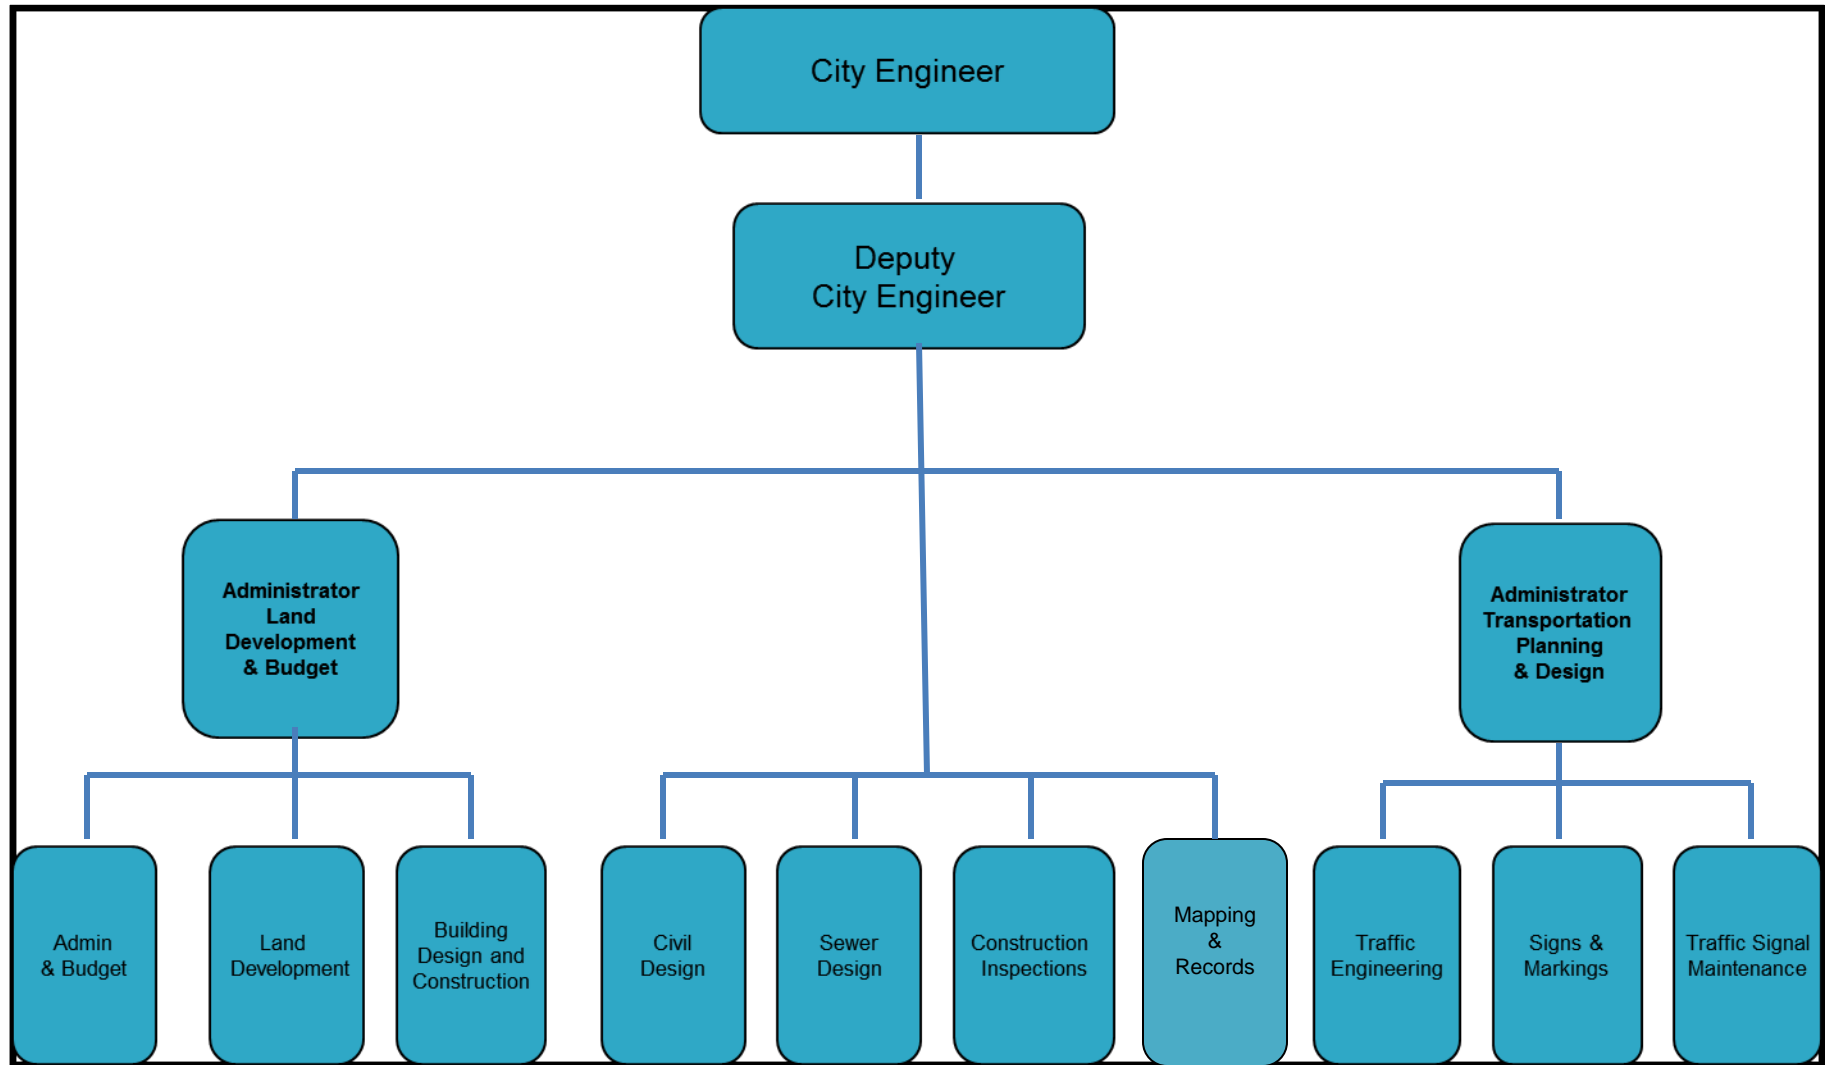 City Engineer
Deputy
City Engineer
Administrator
Land
Development
& Budget
Administrator
Transportation
Planning
& Design
Admin
& Budget
Land
Development
Building
Design and
Construction
Civil
Design
Sewer
Design
Construction
Inspections
Mapping
&
Records
Traffic
Engineering
Signs &
Markings
Traffic Signal
Maintenance